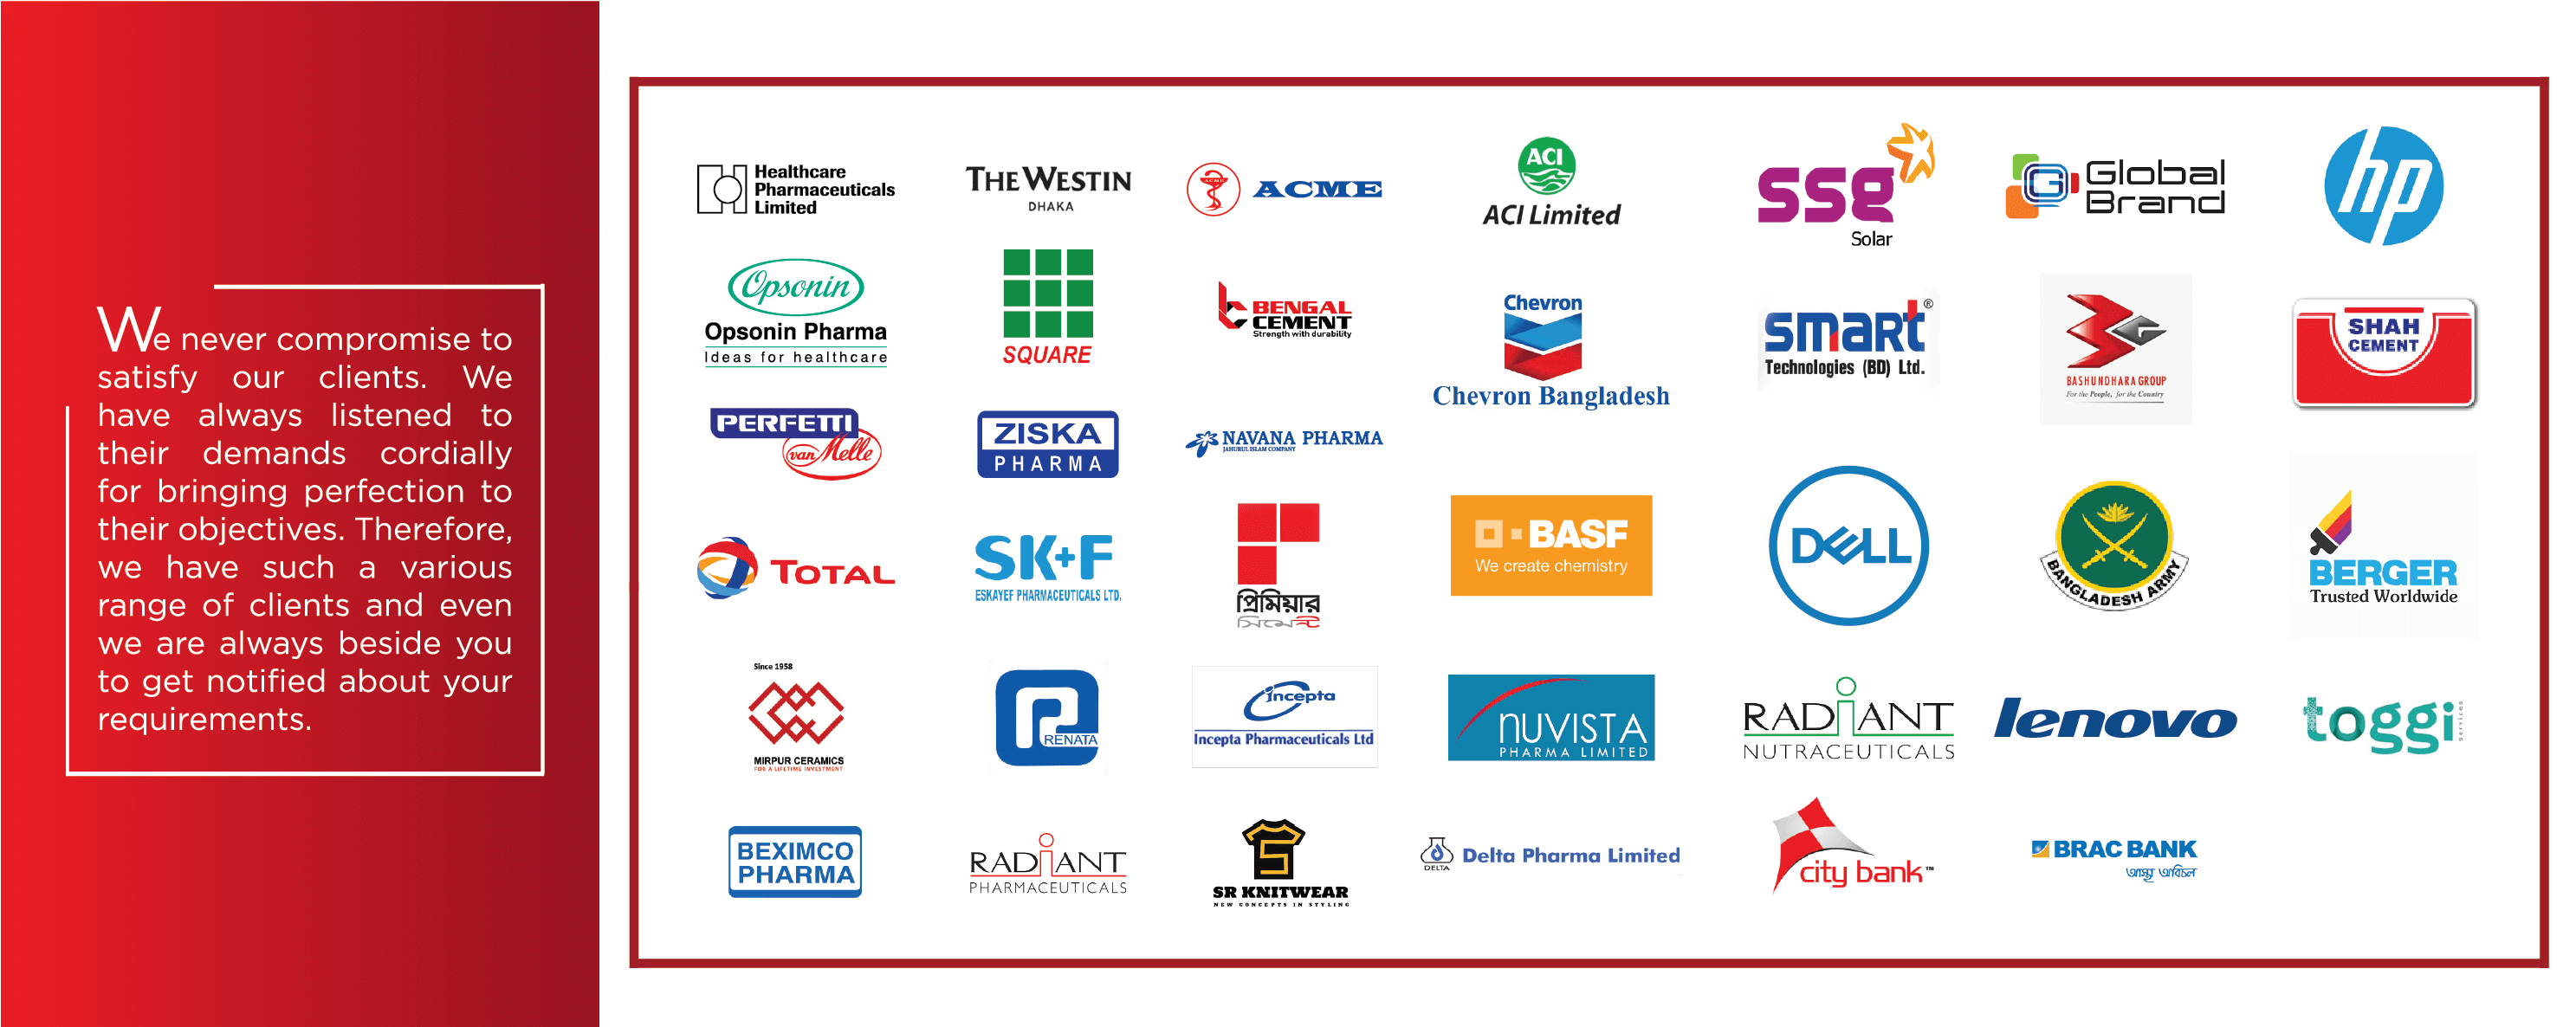 We never compromise to
satisfy our clients. We
have always listened to
their demands cordially
for bringing perfection to
their objectives. Therefore,
we have such a various
range of clients and even
we are always beside you
to get notified about your
requirements.
Healthcare
Pharmaceuticals
Limited
THE WESTIN
DHAKA
ACME
ACME
ACI
ACI Limited
ssg
Solar
G
Global
Brand
hp
Opsonin
Opsonin Pharma
Ideas for healthcare
SQUARE
BENGAL
CEMENT
Strength with durability
Chevron
Chevron Bangladesh
smart®
Technologies (BD) Ltd.
BASHUNDHARA GROUP
For the People, for the Country
SHAH
CEMENT
PERFETTI
van Melle
ZISKA
PHARMA
NAVANA PHARMA
JAHURUL ISLAM COMPANY
TOTAL
SK+F
ESKAYEF PHARMACEUTICALS LTD.
প্রিমিয়ার
সিমেন্ট
BASF
We create chemistry
DELL
BANGLADESH ARMY
BERGER
Trusted Worldwide
Since 1958
MIRPUR CERAMICS
FOR A LIFETIME INVESTMENT
RENATA
incepta
Incepta Pharmaceuticals Ltd
nUVISTA
PHARMA LIMITED
RADiANT
NUTRACEUTICALS
lenovo
toggi
services
BEXIMCO
PHARMA
RADiANT
PHARMACEUTICALS
SR KNITWEAR
NEW CONCEPTS IN STYLING
DELTA
Delta Pharma Limited
city bank™
BRAC BANK
আস্থা অবিচল